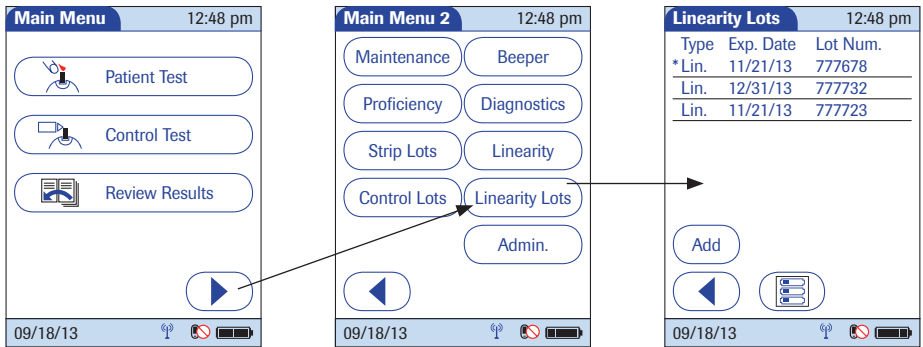 Main Menu 12:48 pm
Patient Test
Control Test
Review Results
09/18/13
Main Menu 2 12:48 pm
Maintenance Beeper
Proficiency Diagnostics
Strip Lots Linearity
Control Lots Linearity Lots
Admin.
09/18/13
Linearity Lots 12:48 pm
Type Exp. Date Lot Num.
*Lin. 11/21/13 777678
Lin. 12/31/13 777732
Lin. 11/21/13 777723
Add
09/18/13